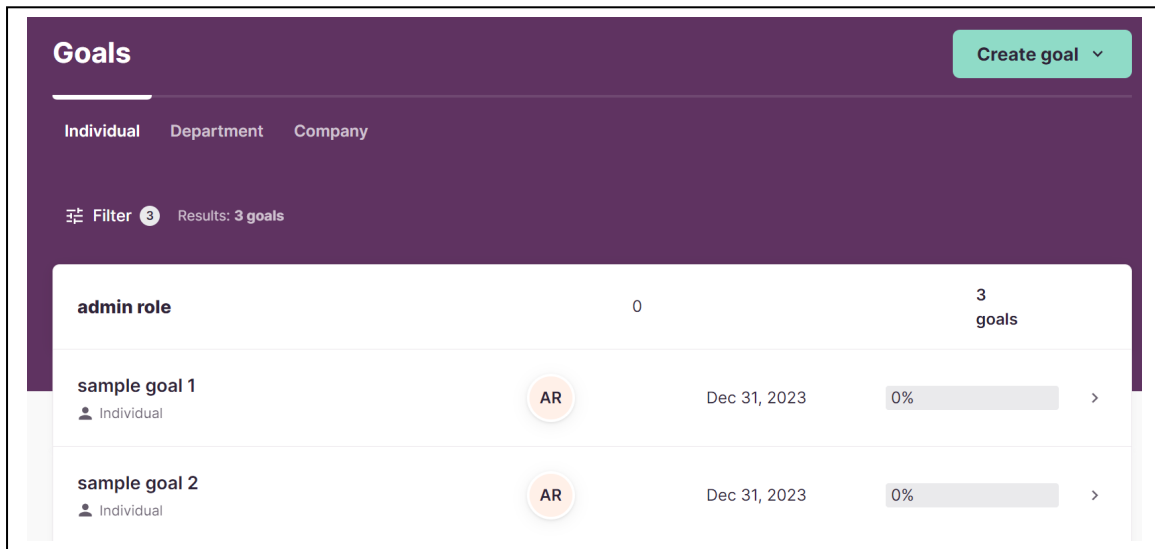 Goals
Create goal
Individual Department Company
Filter 3 Results: 3 goals
admin role 0 3
goals
sample goal 1
Individual
AR Dec 31, 2023 0%
sample goal 2
Individual
AR Dec 31, 2023 0%